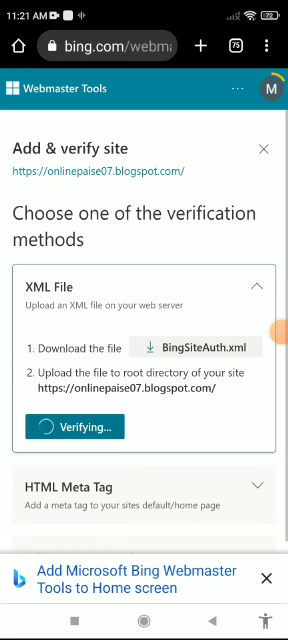 11:21 AM
72
bing.com/webma
75
Webmaster Tools
M
Add & verify site
https://onlinepaise07.blogspot.com/
Choose one of the verification
methods
XML File
Upload an XML file on your web server
1. Download the file BingSiteAuth.xml
2. Upload the file to root directory of your site
https://onlinepaise07.blogspot.com/
Verifying...
HTML Meta Tag
Add a meta tag to your sites default/home page
Add Microsoft Bing Webmaster
Tools to Home screen